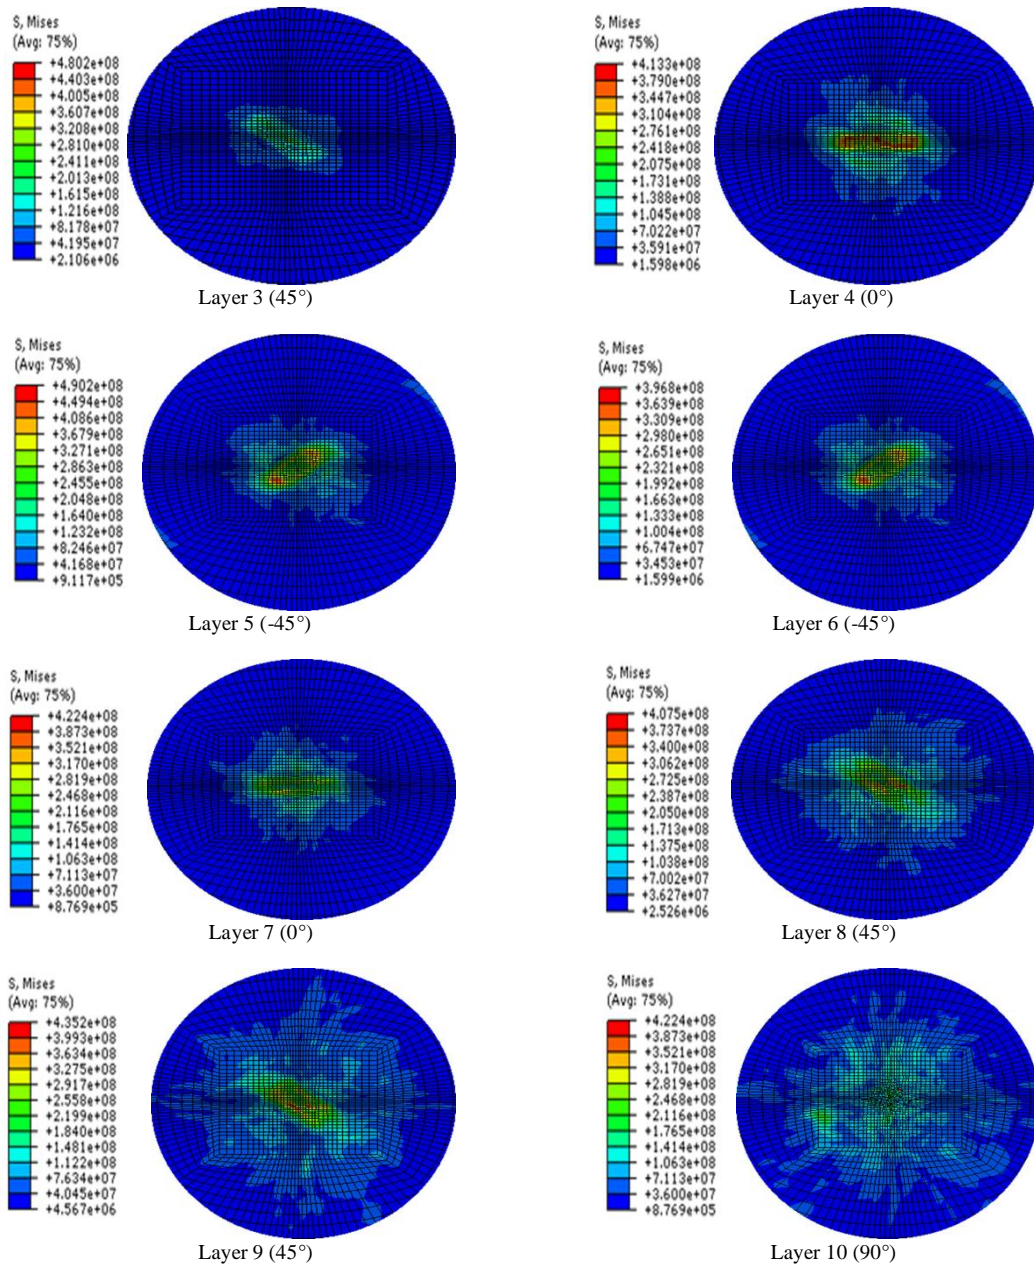 S, Mises
(Avg: 75%)
+4.802e+08
+4.403e+08
+4.005e+08
+3.607e+08
+3.208e+08
+2.810e+08
+2.411e+08
+2.013e+08
+1.615e+08
+1.216e+08
+8.178e+07
+4.195e+07
+2.106e+06
Layer 3 (45°)
S, Mises
(Avg: 75%)
+4.133e+08
+3.790e+08
+3.447e+08
+3.104e+08
+2.761e+08
+2.418e+08
+2.075e+08
+1.731e+08
+1.388e+08
+1.045e+08
+7.022e+07
+3.591e+07
+1.598e+06
Layer 4 (0°)
S, Mises
(Avg: 75%)
+4.902e+08
+4.494e+08
+4.086e+08
+3.679e+08
+3.271e+08
+2.863e+08
+2.455e+08
+2.048e+08
+1.640e+08
+1.232e+08
+8.246e+07
+4.168e+07
+9.117e+05
Layer 5 (-45°)
S, Mises
(Avg: 75%)
+3.968e+08
+3.639e+08
+3.309e+08
+2.980e+08
+2.651e+08
+2.321e+08
+1.992e+08
+1.663e+08
+1.333e+08
+1.004e+08
+6.747e+07
+3.453e+07
+1.599e+06
Layer 6 (-45°)
S, Mises
(Avg: 75%)
+4.224e+08
+3.873e+08
+3.521e+08
+3.170e+08
+2.819e+08
+2.468e+08
+2.116e+08
+1.765e+08
+1.414e+08
+1.063e+08
+7.113e+07
+3.600e+07
+8.769e+05
Layer 7 (0°)
S, Mises
(Avg: 75%)
+4.075e+08
+3.737e+08
+3.400e+08
+3.062e+08
+2.725e+08
+2.387e+08
+2.050e+08
+1.713e+08
+1.375e+08
+1.038e+08
+7.002e+07
+3.627e+07
+2.526e+06
Layer 8 (45°)
S, Mises
(Avg: 75%)
+4.352e+08
+3.993e+08
+3.634e+08
+3.275e+08
+2.917e+08
+2.558e+08
+2.199e+08
+1.840e+08
+1.481e+08
+1.122e+08
+7.634e+07
+4.045e+07
+4.567e+06
Layer 9 (45°)
S, Mises
(Avg: 75%)
+4.224e+08
+3.873e+08
+3.521e+08
+3.170e+08
+2.819e+08
+2.468e+08
+2.116e+08
+1.765e+08
+1.414e+08
+1.063e+08
+7.113e+07
+3.600e+07
+8.769e+05
Layer 10 (90°)